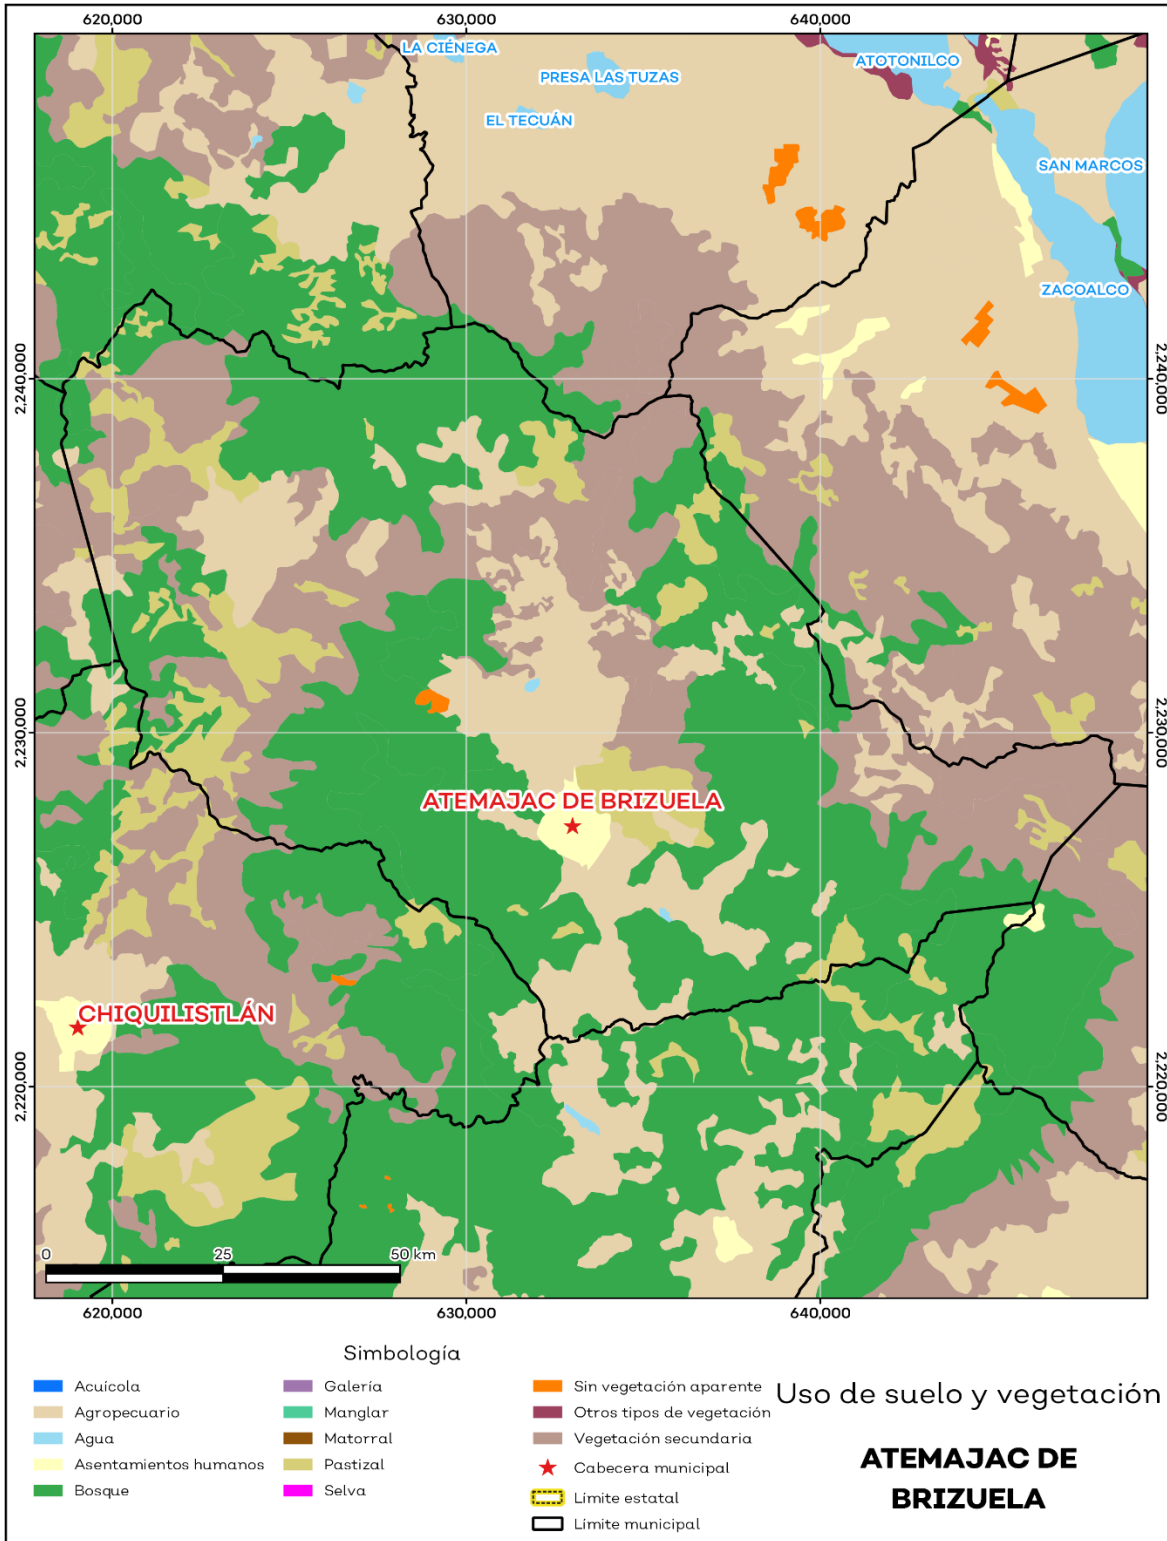 620,000 630,000 640,000
LA CIÉNEGA
ATOTONILCO
PRESA LAS TUZAS
EL TECUÁN
SAN MARCOS
ZACOALCO
2,240,000 2,240,000
2,230,000 2,230,000
ATEMAJAC DE BRIZUELA
CHIQUILISTLÁN
2,220,000 2,220,000
0 25 50 km
620,000 630,000 640,000
Simbología
Acuícola
Agropecuario
Agua
Asentamientos humanos
Bosque
Galería
Manglar
Matorral
Pastizal
Selva
Sin vegetación aparente
Otros tipos de vegetación
Vegetación secundaria
Cabecera municipal
Límite estatal
Límite municipal
Uso de suelo y vegetación
ATEMAJAC DE
BRIZUELA